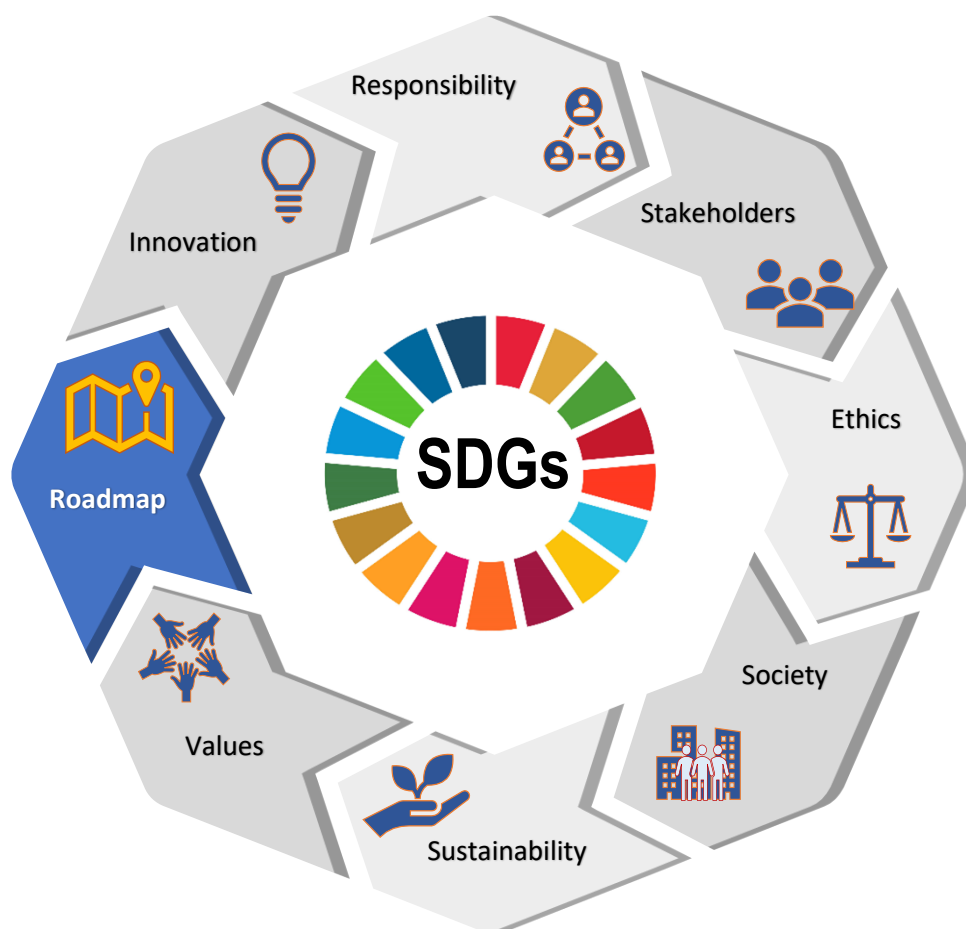 Responsibility
Stakeholders
Innovation
Ethics
SDGs
Roadmap
Society
Values
Sustainability